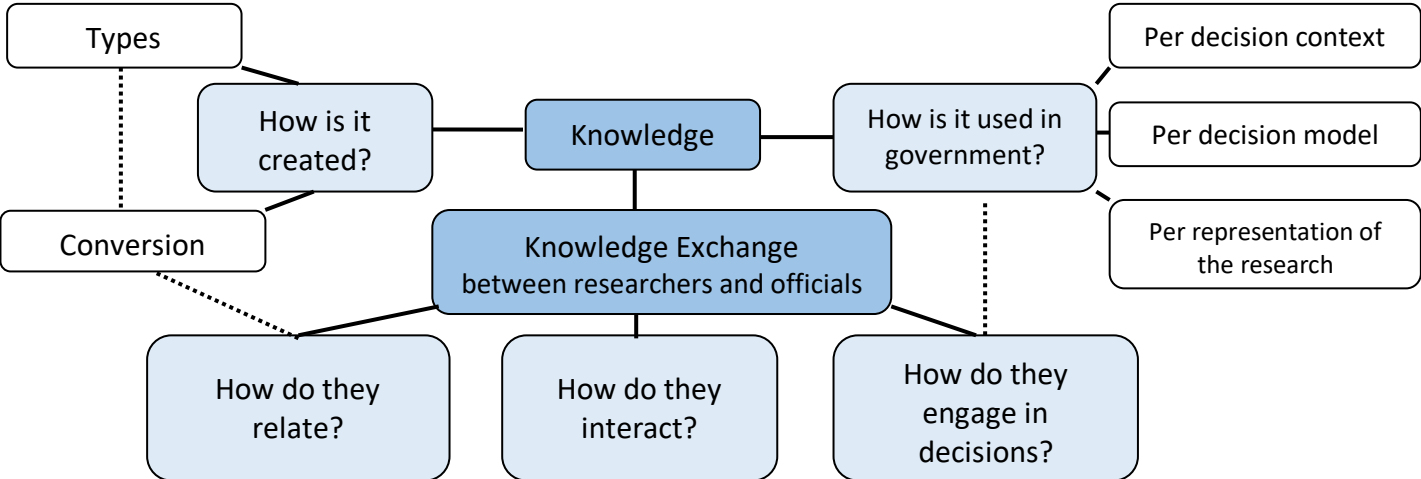 Types
How is it
created?
Conversion
Knowledge
How is it used in
government?
Per decision context
Per decision model
Per representation of
the research
Knowledge Exchange
between researchers and officials
How do they
relate?
How do they
interact?
How do they
engage in
decisions?